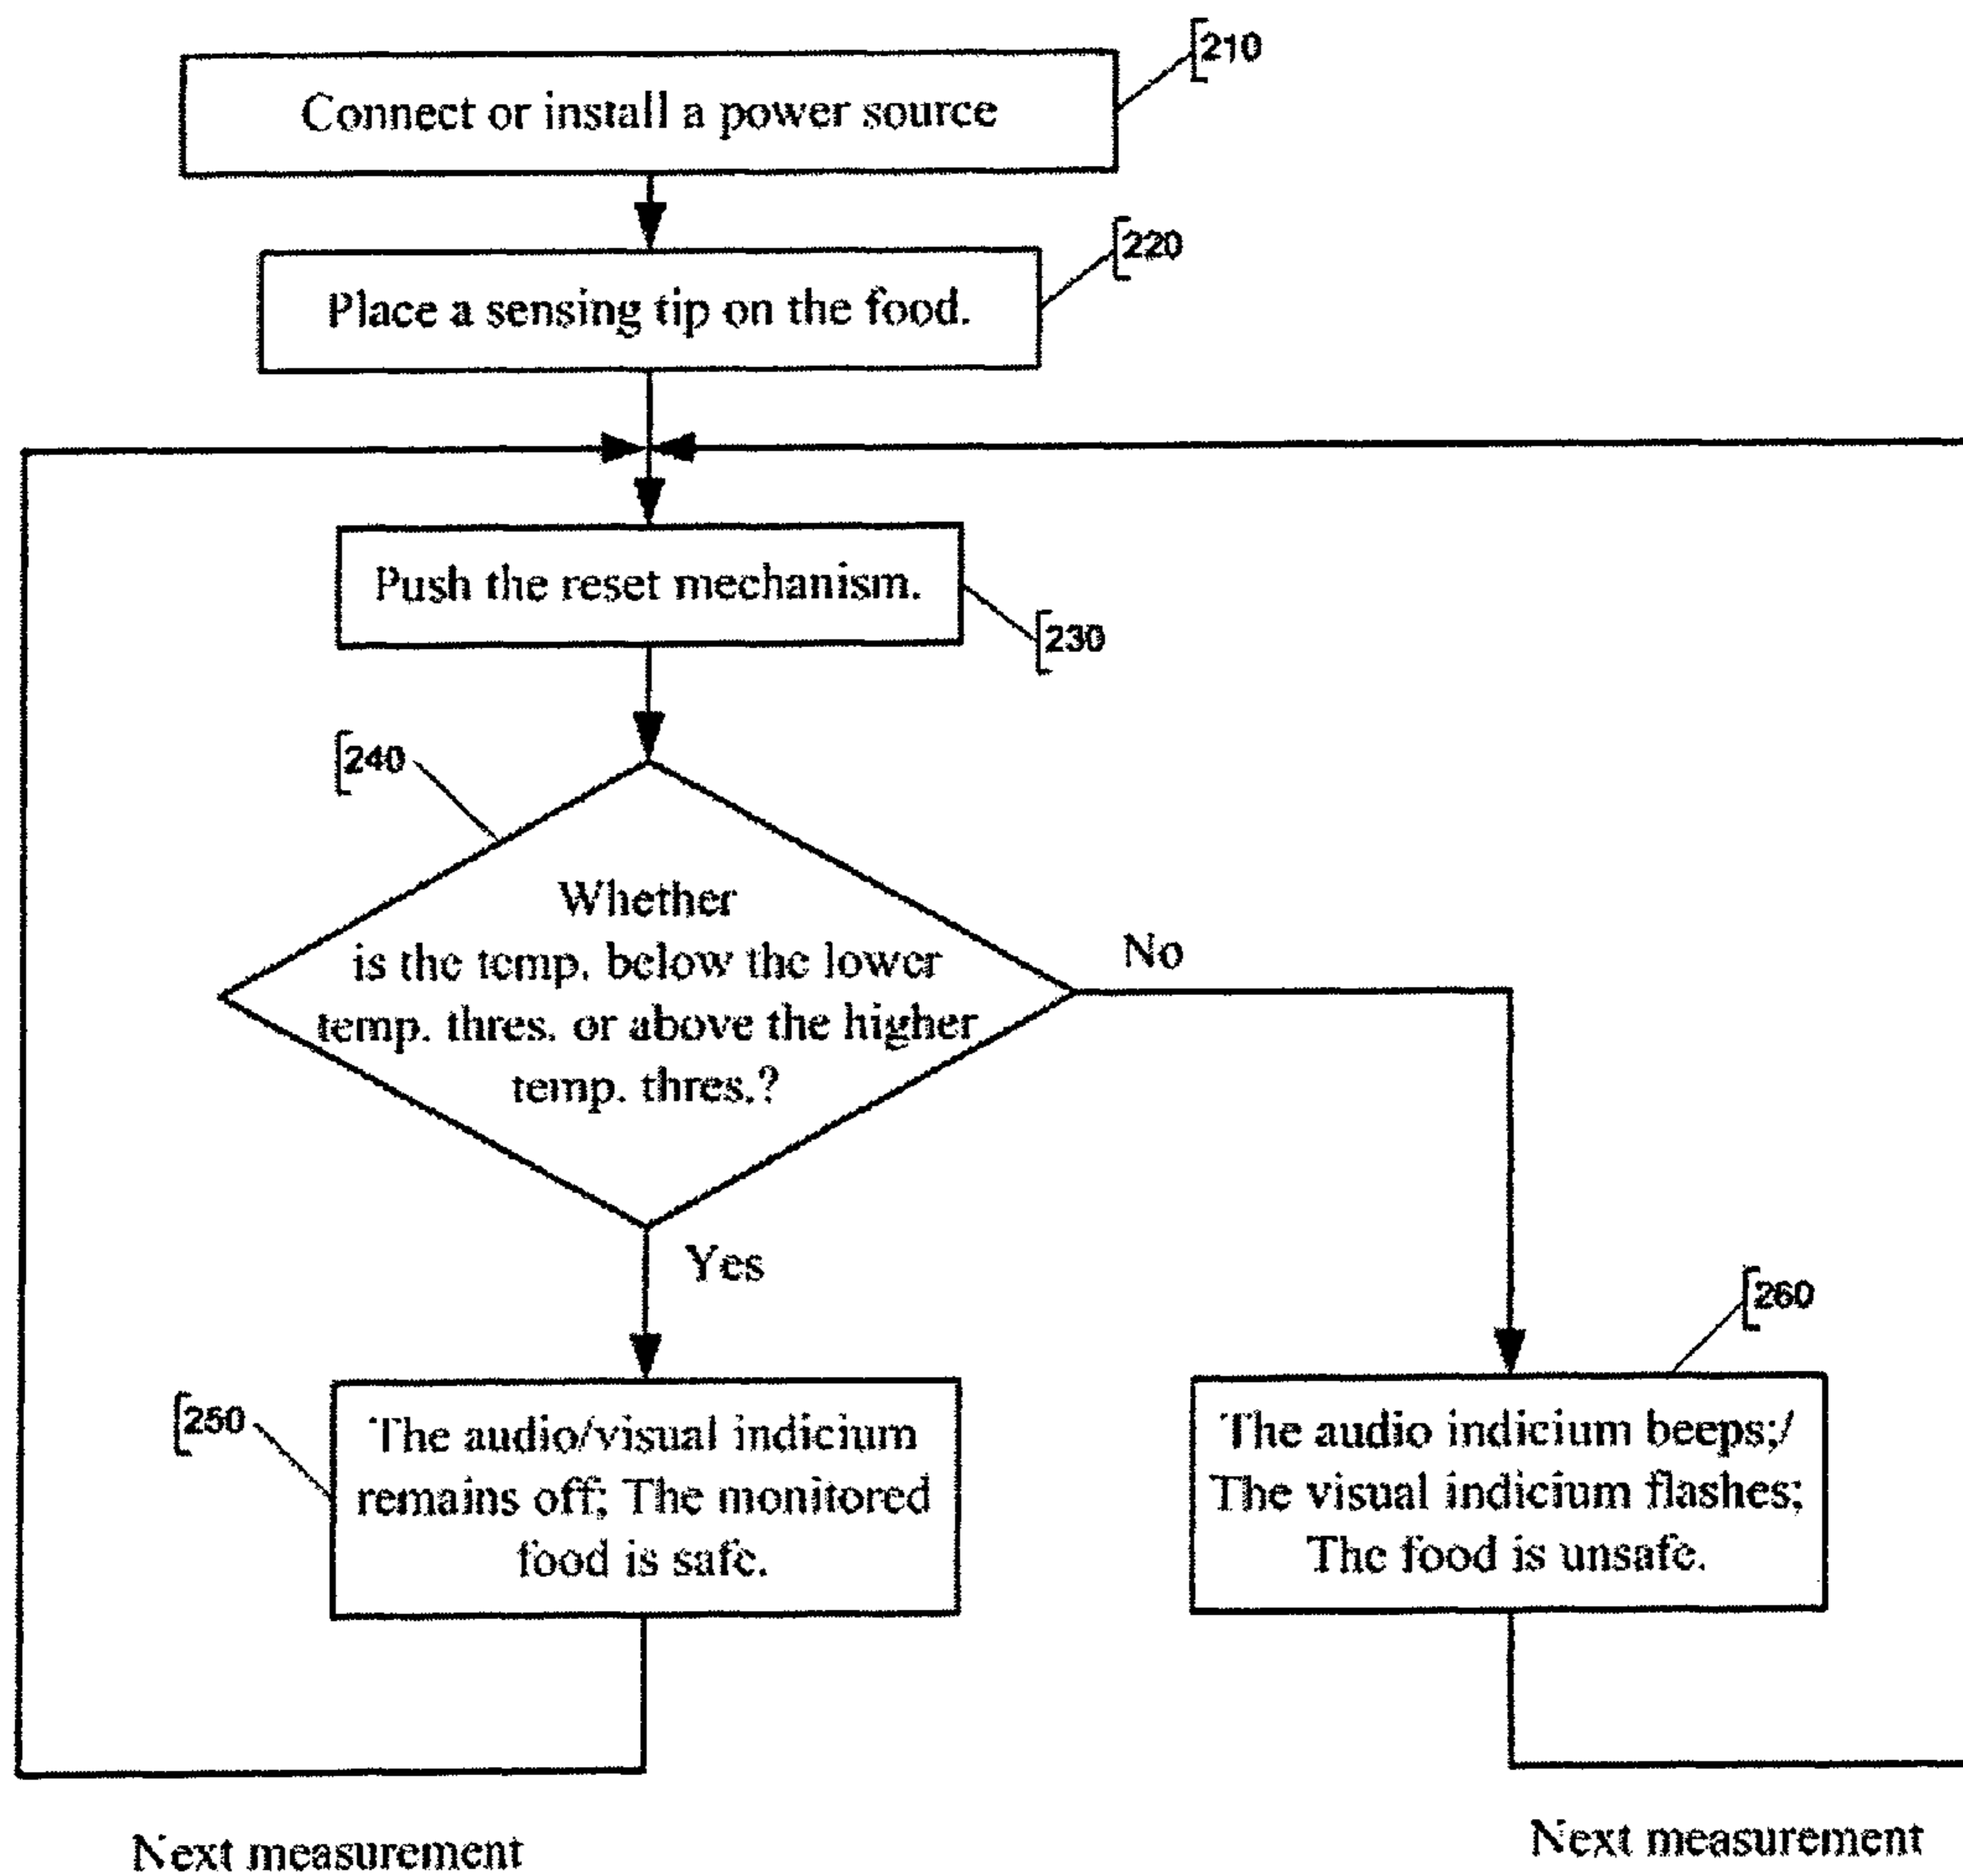 210
Connect or install a power source
220
Place a sensing tip on the food.
Push the reset mechanism.
230
240
Whether
is the temp. below the lower
temp. thres. or above the higher
temp. thres.?
No
Yes
260
250
The audio/visual indicium
remains off; The monitored
food is safe.
The audio indicium beeps;/
The visual indicium flashes;
The food is unsafe.
Next measurement
Next measurement